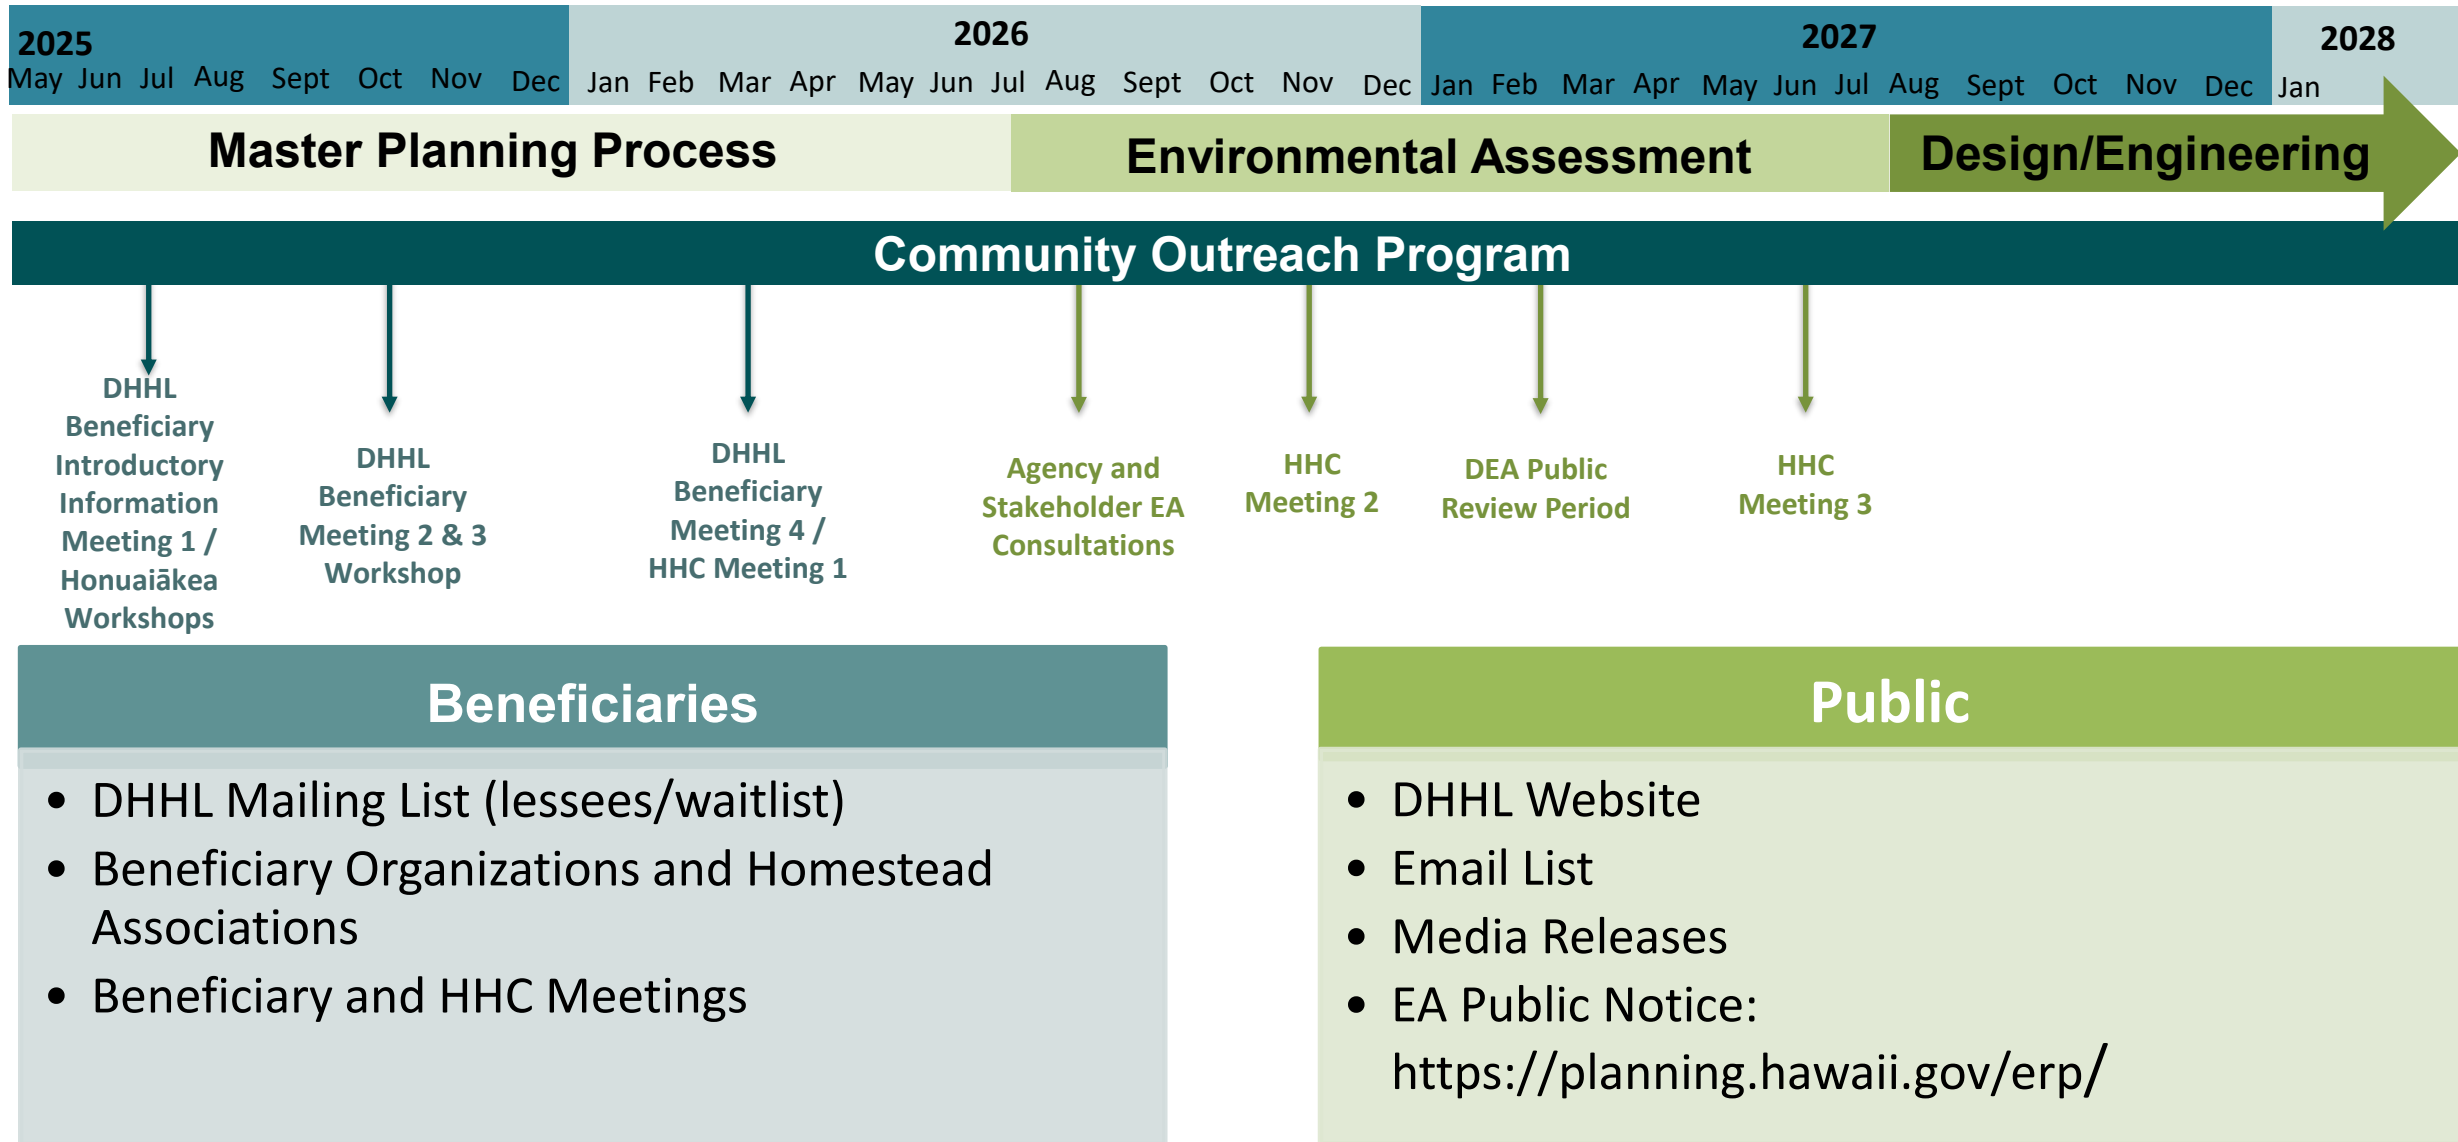 2025
2026
2027
2028
May Jun Jul Aug Sept Oct Nov Dec Jan Feb Mar Apr May Jun Jul Aug Sept Oct Nov Dec Jan Feb Mar Apr May Jun Jul Aug Sept Oct Nov Dec Jan
Master Planning Process
Environmental Assessment
Design/Engineering
Community Outreach Program
DHHL
Beneficiary
Introductory
Information
Meeting 1 /
Honuaiākea
Workshops
DHHL
Beneficiary
Meeting 2 & 3
Workshop
DHHL
Beneficiary
Meeting 4 /
HHC Meeting 1
Agency and
Stakeholder EA
Consultations
HHC
Meeting 2
DEA Public
Review Period
HHC
Meeting 3
Beneficiaries
• DHHL Mailing List (lessees/waitlist)
• Beneficiary Organizations and Homestead
Associations
• Beneficiary and HHC Meetings
Public
• DHHL Website
• Email List
• Media Releases
• EA Public Notice:
https://planning.hawaii.gov/erp/